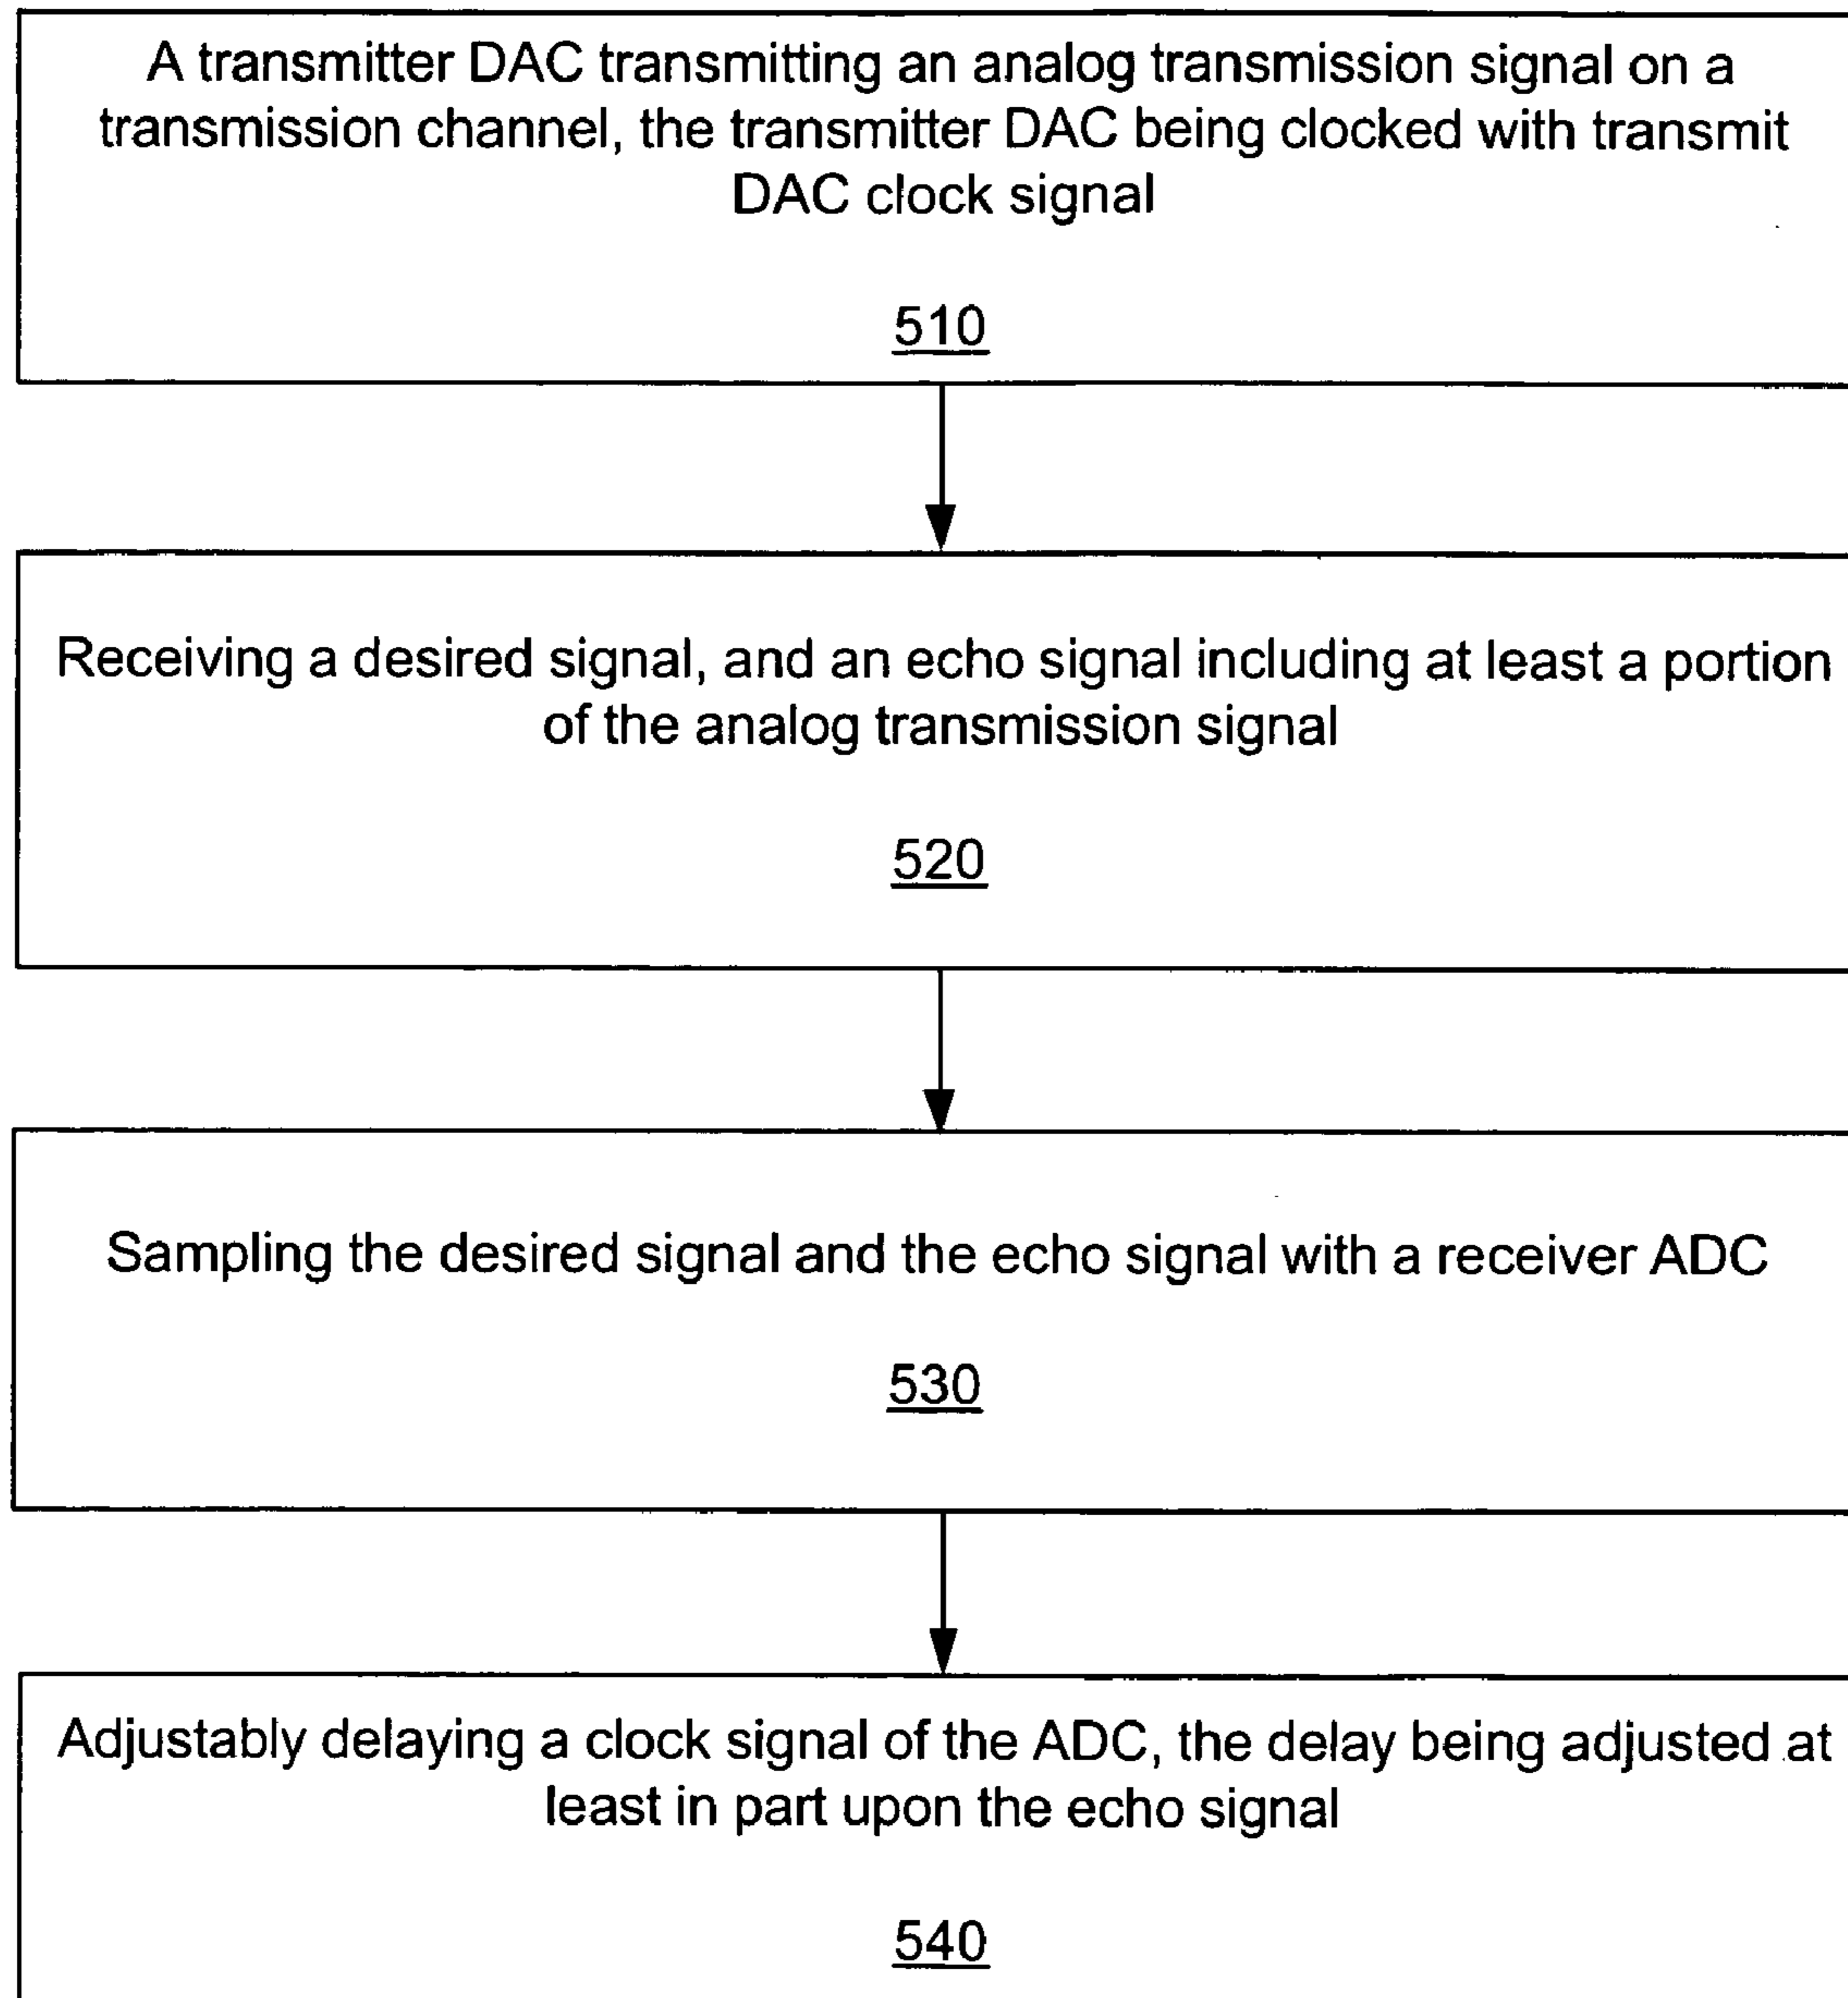 A transmitter DAC transmitting an analog transmission signal on a
transmission channel, the transmitter DAC being clocked with transmit
DAC clock signal
510
Receiving a desired signal, and an echo signal including at least a portion
of the analog transmission signal
520
Sampling the desired signal and the echo signal with a receiver ADC
530
Adjustably delaying a clock signal of the ADC, the delay being adjusted at
least in part upon the echo signal
540